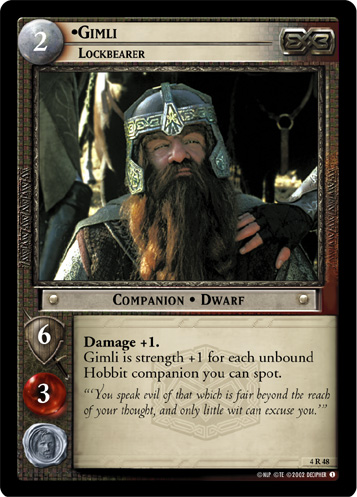 2
•Gimli
Lockbearer
Companion • Dwarf
6
3
Damage +1.
Gimli is strength +1 for each unbound
Hobbit companion you can spot.
“‘You speak evil of that which is fair beyond the reach
of your thought, and only little wit can excuse you.’”
4 R 48
©NLP ™TE ©2002 DECIPHER